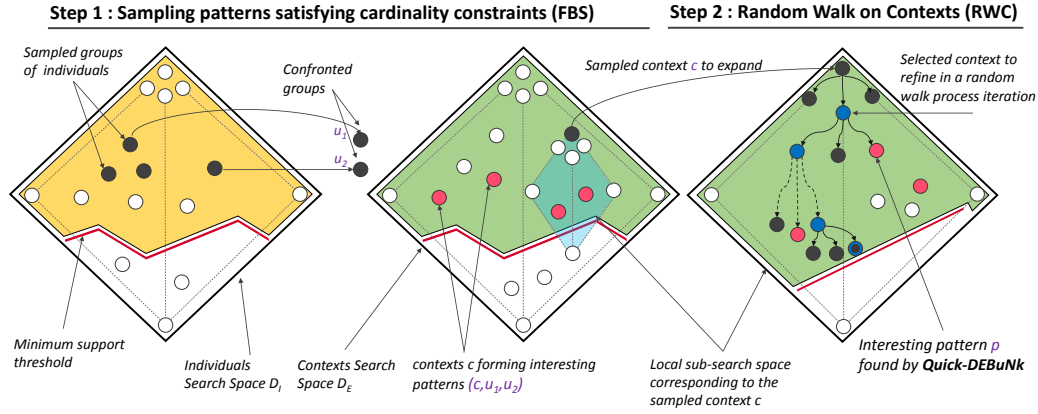 Step 1 : Sampling patterns satisfying cardinality constraints (FBS)
Step 2 : Random Walk on Contexts (RWC)
Sampled groups
of individuals
Confronted
groups
u1
u2
Sampled context c to expand
Selected context to
refine in a random
walk process iteration
Minimum support
threshold
Individuals
Search Space DI
Contexts Search
Space DE
contexts c forming interesting
patterns (c,u1,u2)
Local sub-search space
corresponding to the
sampled context c
Interesting pattern p
found by Quick-DEBuNk